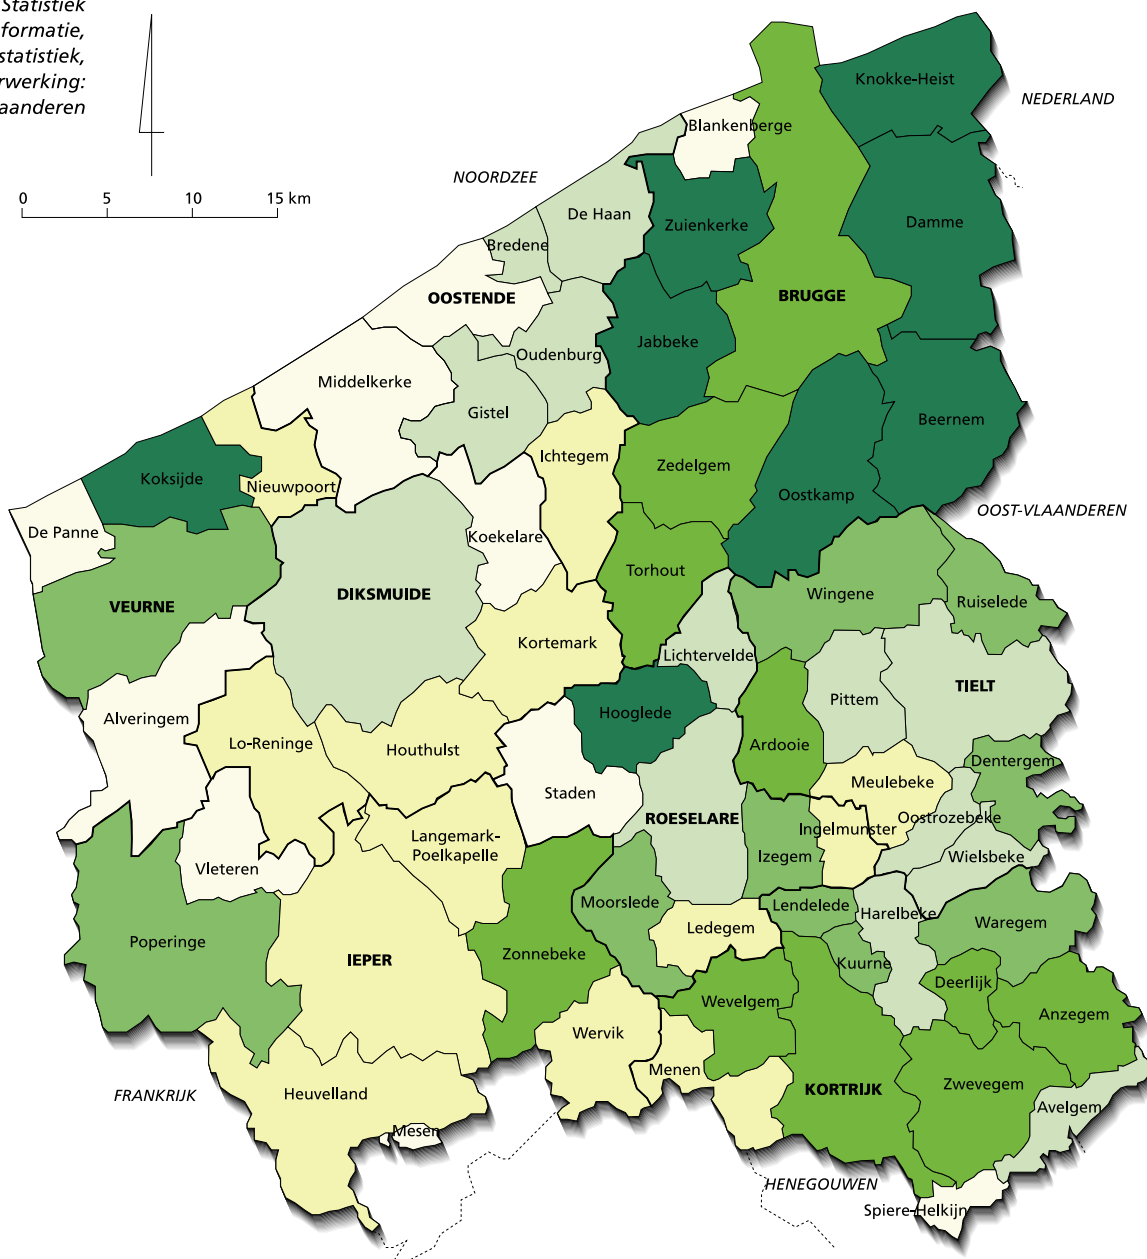 Statistiek
formatie,
statistiek,
rwerking:
aanderen
0 5 10 15 km
NOORDZEE
NEDERLAND
OOST-VLAANDEREN
FRANKRIJK
HENEGOUWEN
Knokke-Heist
Blankenberge
De Haan
Zuienkerke
Damme
Bredene
OOSTENDE
BRUGGE
Jabbeke
Oudenburg
Middelkerke
Gistel
Beernem
Ichtegem
Zedelgem
Koksijde
Nieuwpoort
Oostkamp
De Panne
Koekelare
Torhout
VEURNE
DIKSMUIDE
Wingene
Ruiselede
Kortemark
Lichtervelde
TIELT
Pittem
Hooglede
Alveringem
Lo-Reninge
Houthulst
Ardooie
Dentergem
Meulebeke
Staden
ROESELARE
Oostrozebeke
Ingelmunster
Langemark-
Poelkapelle
Izegem
Wielsbeke
Vleteren
Moorslede
Lendelede
Harelbeke
Waregem
Ledegem
Poperinge
IEPER
Zonnebeke
Kuurne
Deerlijk
Wevelgem
Anzegem
Wervik
Menen
Heuvelland
KORTRIJK
Zwevegem
Avelgem
Mesen
Spiere-Helkijn